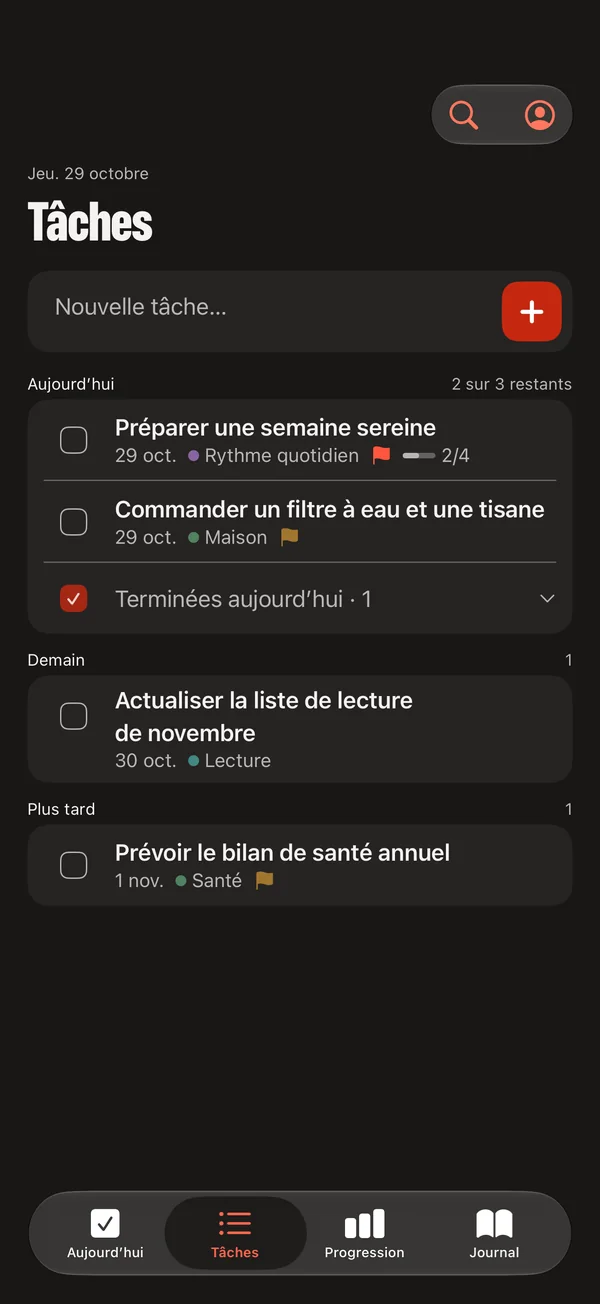 Jeu. 29 octobre
Tâches
Nouvelle tâche...
Aujourd’hui 2 sur 3 restants
Préparer une semaine sereine
29 oct. Rythme quotidien 2/4
Commander un filtre à eau et une tisane
29 oct. Maison
Terminées aujourd’hui · 1
Demain 1
Actualiser la liste de lecture
de novembre
30 oct. Lecture
Plus tard 1
Prévoir le bilan de santé annuel
1 nov. Santé
Aujourd’hui Tâches Progression Journal